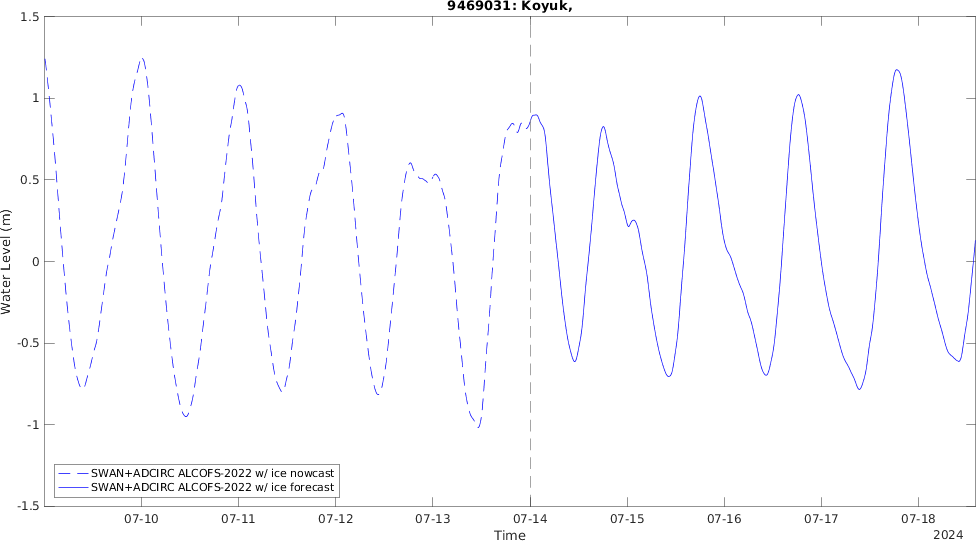 9469031: Koyuk,
1.5
1
0.5
0
-0.5
-1
-1.5
Water Level (m)
SWAN+ADCIRC ALCOFS-2022 w/ ice nowcast
SWAN+ADCIRC ALCOFS-2022 w/ ice forecast
07-10 07-11 07-12 07-13 07-14 07-15 07-16 07-17 07-18
Time
2024